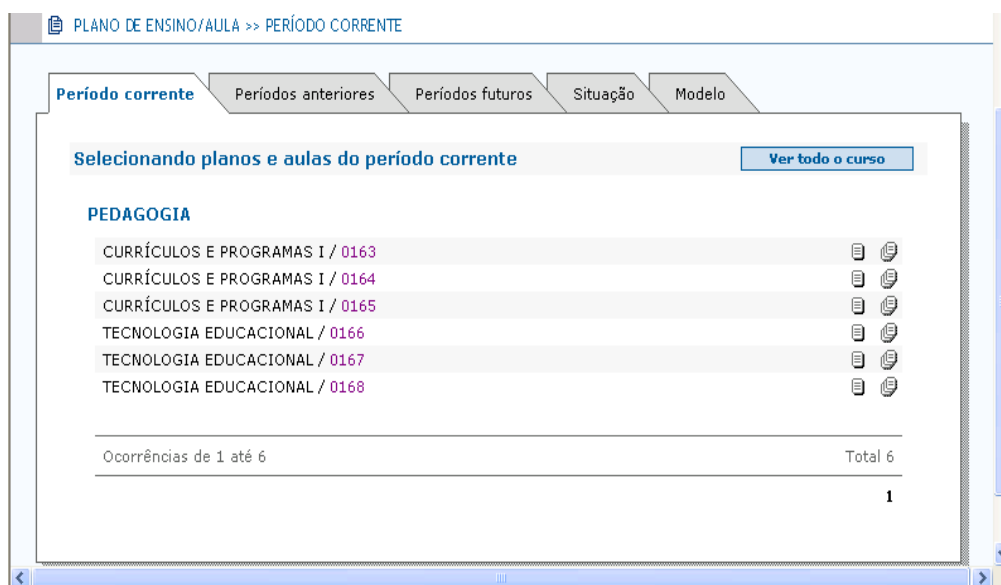 PLANO DE ENSINO/AULA >> PERÍODO CORRENTE
Período corrente Períodos anteriores Períodos futuros Situação Modelo
Selecionando planos e aulas do período corrente Ver todo o curso
PEDAGOGIA
CURRÍCULOS E PROGRAMAS I / 0163
CURRÍCULOS E PROGRAMAS I / 0164
CURRÍCULOS E PROGRAMAS I / 0165
TECNOLOGIA EDUCACIONAL / 0166
TECNOLOGIA EDUCACIONAL / 0167
TECNOLOGIA EDUCACIONAL / 0168
Ocorrências de 1 até 6 Total 6
1